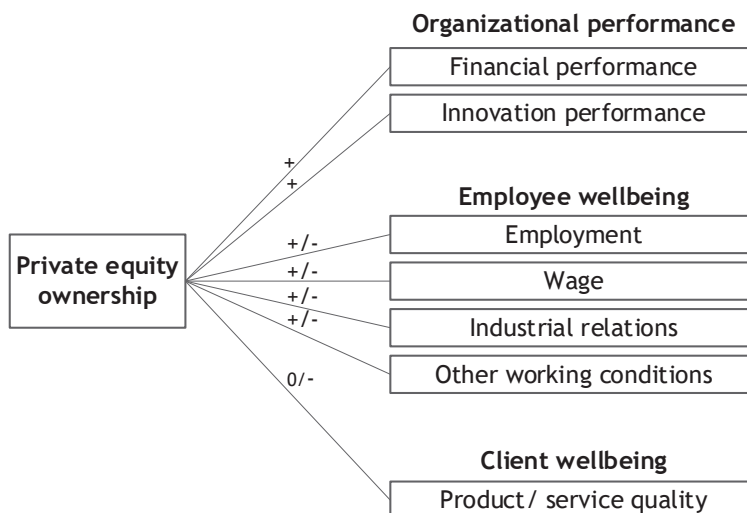 Organizational performance
Financial performance
Innovation performance
+
+
Employee wellbeing
Employment
+/-
Private equity
ownership
+/-
Wage
+/-
Industrial relations
+/-
Other working conditions
0/-
Client wellbeing
Product/ service quality